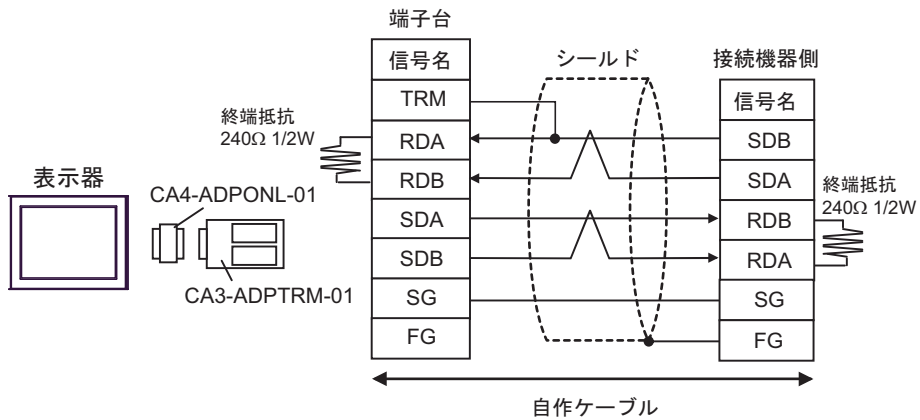 端子台
シールド
接続機器側
信号名
信号名
TRM
終端抵抗
240Ω 1/2W
RDA
SDB
RDB
SDA
表示器
CA4-ADPONL-01
終端抵抗
240Ω 1/2W
SDA
RDB
SDB
RDA
CA3-ADPTRM-01
SG
SG
FG
FG
自作ケーブル